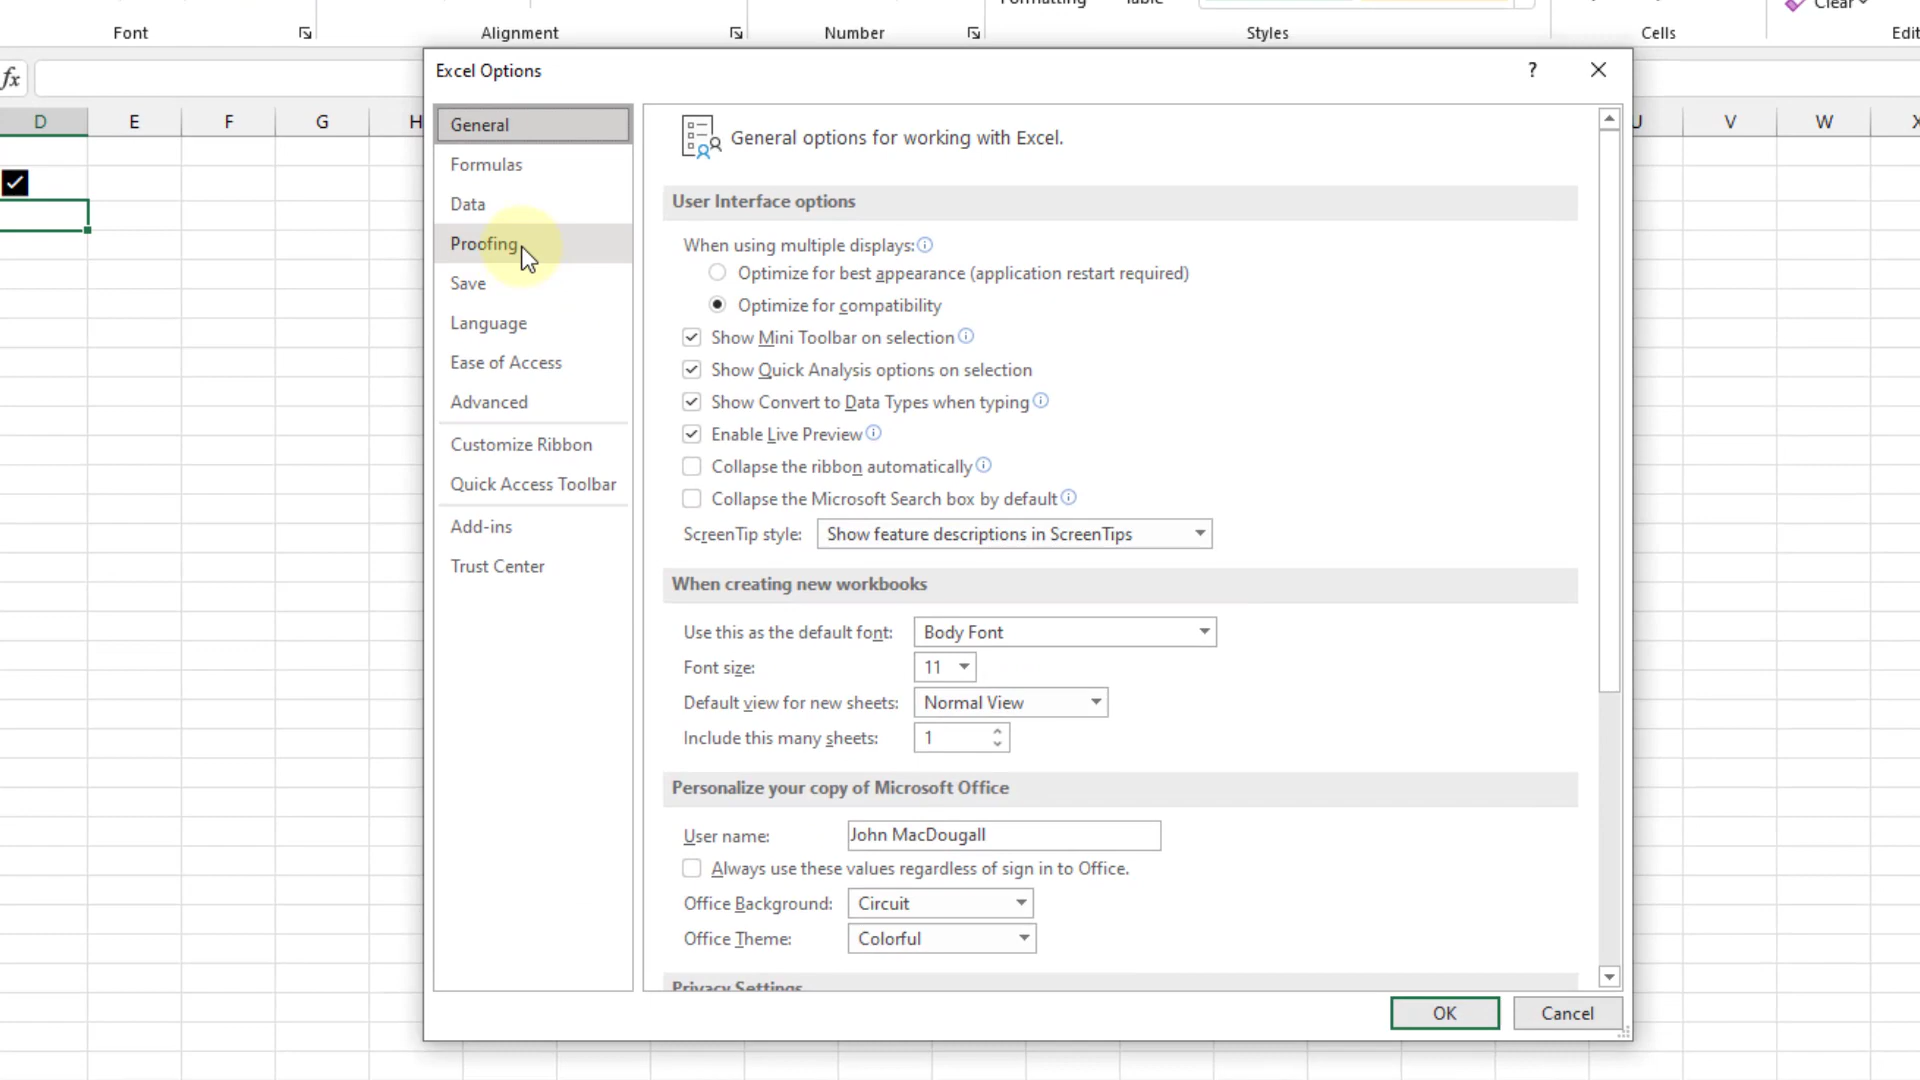 Formatting Table Clear
Font Alignment Number Styles Cells Edit
fx
Excel Options ?
D E F G H U V W X
General
Formulas
Data
Proofing
Save
Language
Ease of Access
Advanced
Customize Ribbon
Quick Access Toolbar
Add-ins
Trust Center
General options for working with Excel.
User Interface options
When using multiple displays:
Optimize for best appearance (application restart required)
Optimize for compatibility
Show Mini Toolbar on selection
Show Quick Analysis options on selection
Show Convert to Data Types when typing
Enable Live Preview
Collapse the ribbon automatically
Collapse the Microsoft Search box by default
ScreenTip style: Show feature descriptions in ScreenTips
When creating new workbooks
Use this as the default font: Body Font
Font size: 11
Default view for new sheets: Normal View
Include this many sheets: 1
Personalize your copy of Microsoft Office
User name: John MacDougall
Always use these values regardless of sign in to Office.
Office Background: Circuit
Office Theme: Colorful
Privacy Settings
OK Cancel